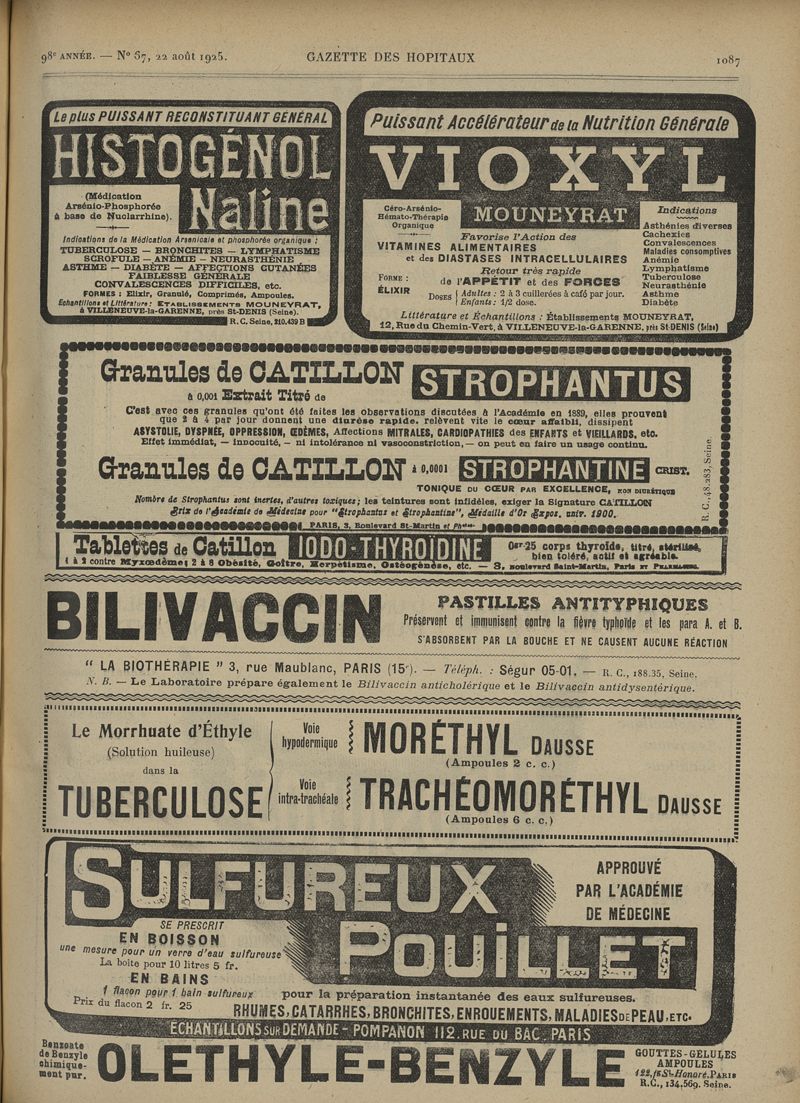 98e ANNÉE. — No 67, 22 août 1925.
GAZETTE DES HOPITAUX
1087
Le plus PUISSANT RECONSTITUANT GÉNÉRAL
HISTOGÉNOL
Naline
(Médication
Arsénio-Phosphorée
à base de Nuclarrhine).
Indications de la Médication Arsenicale et phosphorée organique :
TUBERCULOSE — BRONCHITES — LYMPHATISME
SCROFULE — ANÉMIE — NEURASTHÉNIE
ASTHME — DIABÈTE — AFFECTIONS CUTANÉES
FAIBLESSE GÉNÉRALE
CONVALESCENCES DIFFICILES, etc.
FORMES : Elixir, Granulé, Comprimés, Ampoules.
Echantillons et Littérature : ETABLISSEMENTS MOUNEYRAT,
à VILLENEUVE-la-GARENNE, près St-DENIS (Seine).
R.C. Seine, 210.439 B
Puissant Accélérateur de la Nutrition Générale
VIOXYL
MOUNEYRAT
Céro-Arsénio-
Hémato-Thérapie
Organique
Favorise l'Action des
VITAMINES ALIMENTAIRES
et des DIASTASES INTRACELLULAIRES
Retour très rapide
de l'APPÉTIT et des FORCES
FORME :
ÉLIXIR
DOSES
Adultes : 2 à 3 cuillerées à café par jour.
Enfants : 1/2 dose.
Indications
Asthénies diverses
Cachexies
Convalescences
Maladies consomptives
Anémie
Lymphatisme
Tuberculose
Neurasthénie
Asthme
Diabète
Littérature et Échantillons : Établissements MOUNEYRAT,
12, Rue du Chemin-Vert, à VILLENEUVE-la-GARENNE, près St-DENIS (Seine)
Granules de CATILLON
à 0,001 Extrait Titré de
STROPHANTUS
C'est avec ces granules qu'ont été faites les observations discutées à l'Académie en 1889, elles prouvent
que 2 à 4 par jour donnent une diurèse rapide, relèvent vite le cœur affaibli, dissipent
ASYSTOLIE, DYSPNÉE, OPPRESSION, ŒDÈMES, Affections MITRALES, CARDIOPATHIES des ENFANTS et VIEILLARDS, etc.
Effet immédiat, — innocuité, — ni intolérance ni vasoconstriction, — on peut en faire un usage continu.
Granules de CATILLON à 0,0001 STROPHANTINE CRIST.
TONIQUE DU CŒUR PAR EXCELLENCE, NON DIURÉTIQUE
Nombre de Strophantus sont inertes, d'autres toxiques; les teintures sont infidèles, exiger la Signature CATILLON
Prix de l'Académie de Médecine pour "Strophantus et Strophantine", Médaille d'Or Expos. univ. 1900.
PARIS, 3, Boulevard St-Martin et Phcies
R. C., 48.283, Seine.
Tablettes de Catillon IODO-THYROÏDINE
0gr.25 corps thyroïde, titré, stérilisé,
bien toléré, actif et agréable.
1 à 2 contre Myxœdème; 2 à 8 Obésité, Goître, Herpétisme, Ostéogénèse, etc. — 3, Boulevard Saint-Martin, PARIS ET PHARMACIES.
BILIVACCIN
PASTILLES ANTITYPHIQUES
Préservent et immunisent contre la fièvre typhoïde et les para A. et B.
S'ABSORBENT PAR LA BOUCHE ET NE CAUSENT AUCUNE RÉACTION
" LA BIOTHÉRAPIE " 3, rue Maublanc, PARIS (15e). — Téléph. : Ségur 05-01. — R. C., 188.35, Seine.
N. B. — Le Laboratoire prépare également le Bilivaccin anticholérique et le Bilivaccin antidysentérique.
Le Morrhuate d'Éthyle
(Solution huileuse)
dans la
TUBERCULOSE
Voie
hypodermique
MORÉTHYL DAUSSE
(Ampoules 2 c. c.)
Voie
intra-trachéale
TRACHÉOMORÉTHYL DAUSSE
(Ampoules 6 c. c.)
SULFUREUX
POUILLET
APPROUVÉ
PAR L'ACADÉMIE
DE MÉDECINE
SE PRESCRIT
EN BOISSON
une mesure pour un verre d'eau sulfureuse
La boîte pour 10 litres 5 fr.
EN BAINS
1 flacon pour 1 bain sulfureux
Prix du flacon 2 fr. 25
pour la préparation instantanée des eaux sulfureuses.
RHUMES, CATARRHES, BRONCHITES, ENROUEMENTS, MALADIES DE PEAU, ETC.
ECHANTILLONS SUR DEMANDE - POMPANON 112, RUE DU BAC, PARIS
Benzoate
de Benzyle
chimique-
ment pur.
OLETHYLE-BENZYLE
GOUTTES-GELULES
AMPOULES
122, fg St-Honoré, PARIS
R.C., 134,569. Seine.